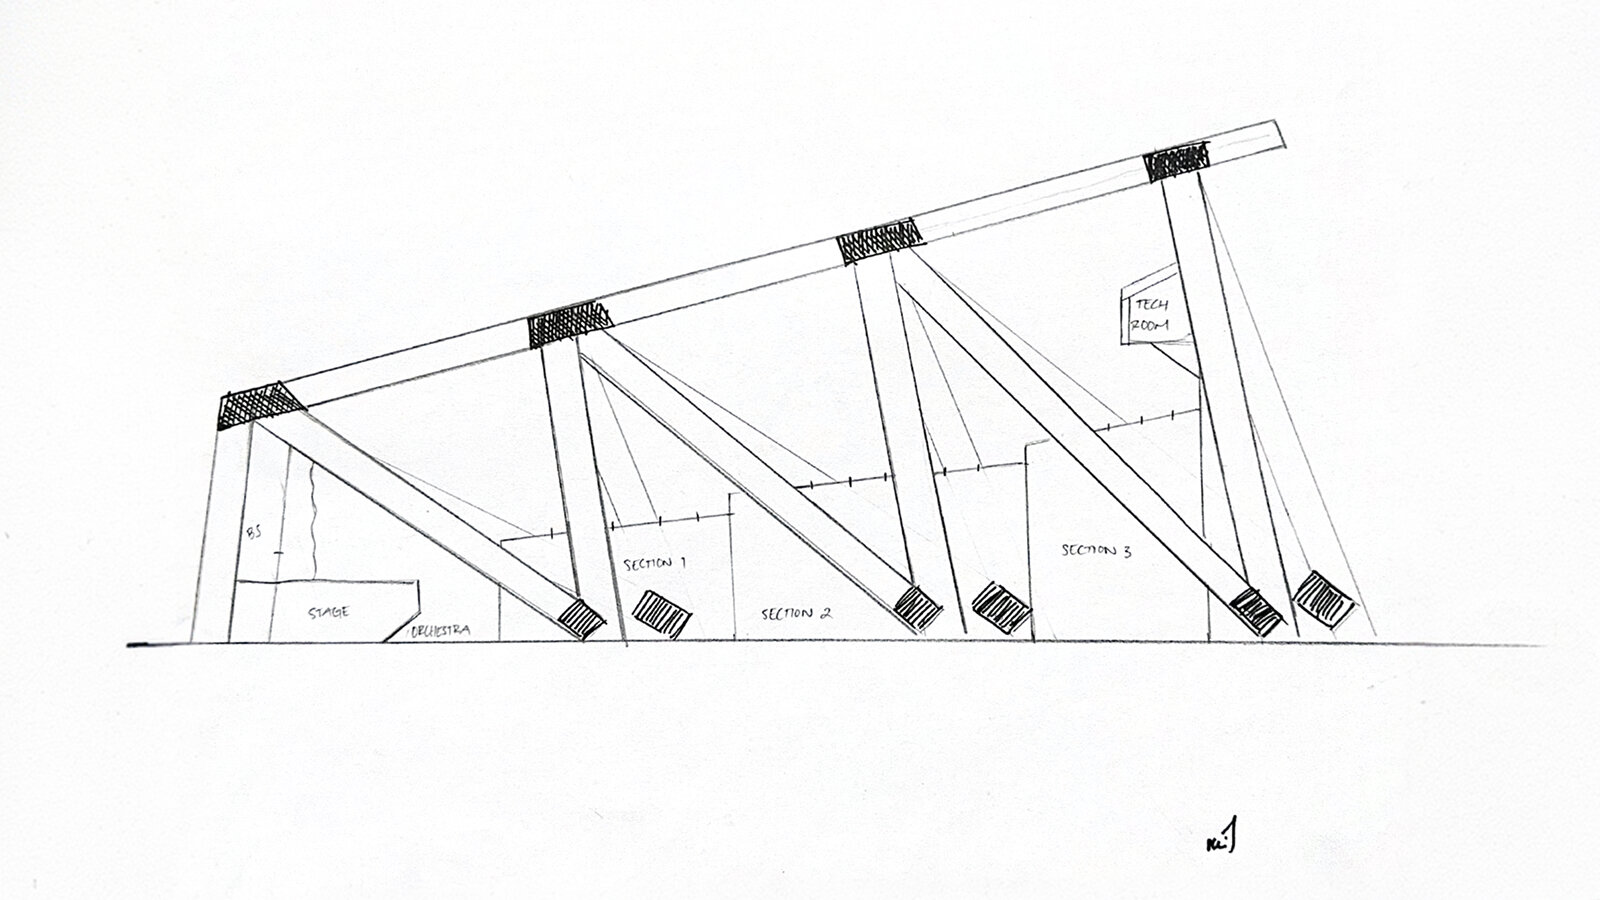 TECH
ROOM
BS
SECTION 1
SECTION 3
STAGE
SECTION 2
ORCHESTRA